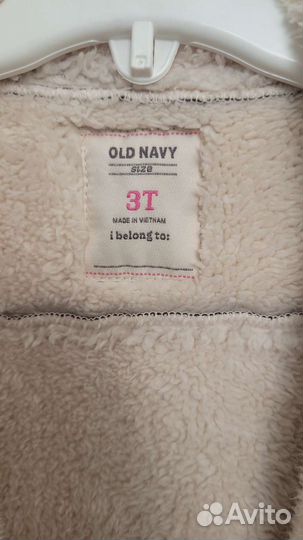 OLD NAVY
size
3T
MADE IN VIETNAM
i belong to:
Avito